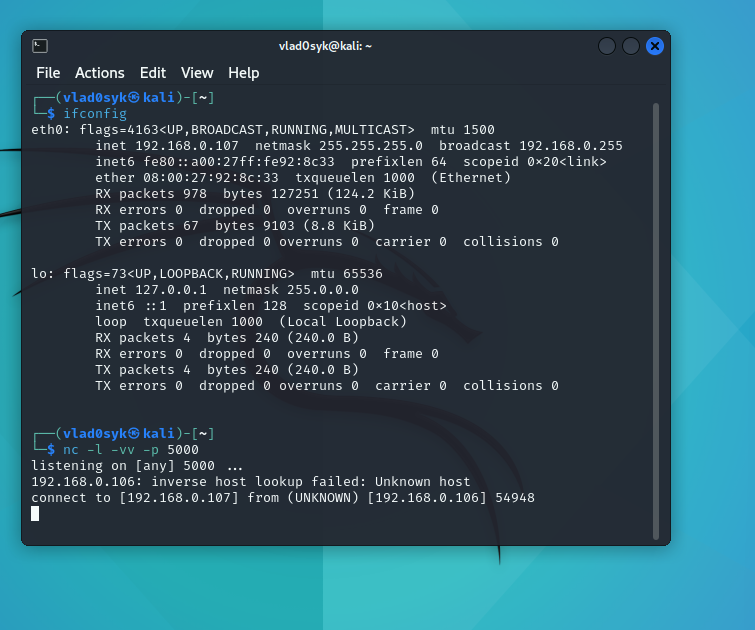 vlad0syk@kali: ~
File Actions Edit View Help
┌──(vlad0syk㉿kali)-[~]
└─$ ifconfig
eth0: flags=4163<UP,BROADCAST,RUNNING,MULTICAST>  mtu 1500
        inet 192.168.0.107  netmask 255.255.255.0  broadcast 192.168.0.255
        inet6 fe80::a00:27ff:fe92:8c33  prefixlen 64  scopeid 0×20<link>
        ether 08:00:27:92:8c:33  txqueuelen 1000  (Ethernet)
        RX packets 978  bytes 127251 (124.2 KiB)
        RX errors 0  dropped 0  overruns 0  frame 0
        TX packets 67  bytes 9103 (8.8 KiB)
        TX errors 0  dropped 0 overruns 0  carrier 0  collisions 0
lo: flags=73<UP,LOOPBACK,RUNNING>  mtu 65536
        inet 127.0.0.1  netmask 255.0.0.0
        inet6 ::1  prefixlen 128  scopeid 0×10<host>
        loop  txqueuelen 1000  (Local Loopback)
        RX packets 4  bytes 240 (240.0 B)
        RX errors 0  dropped 0  overruns 0  frame 0
        TX packets 4  bytes 240 (240.0 B)
        TX errors 0  dropped 0 overruns 0  carrier 0  collisions 0
┌──(vlad0syk㉿kali)-[~]
└─$ nc -l -vv -p 5000
listening on [any] 5000 ...
192.168.0.106: inverse host lookup failed: Unknown host
connect to [192.168.0.107] from (UNKNOWN) [192.168.0.106] 54948